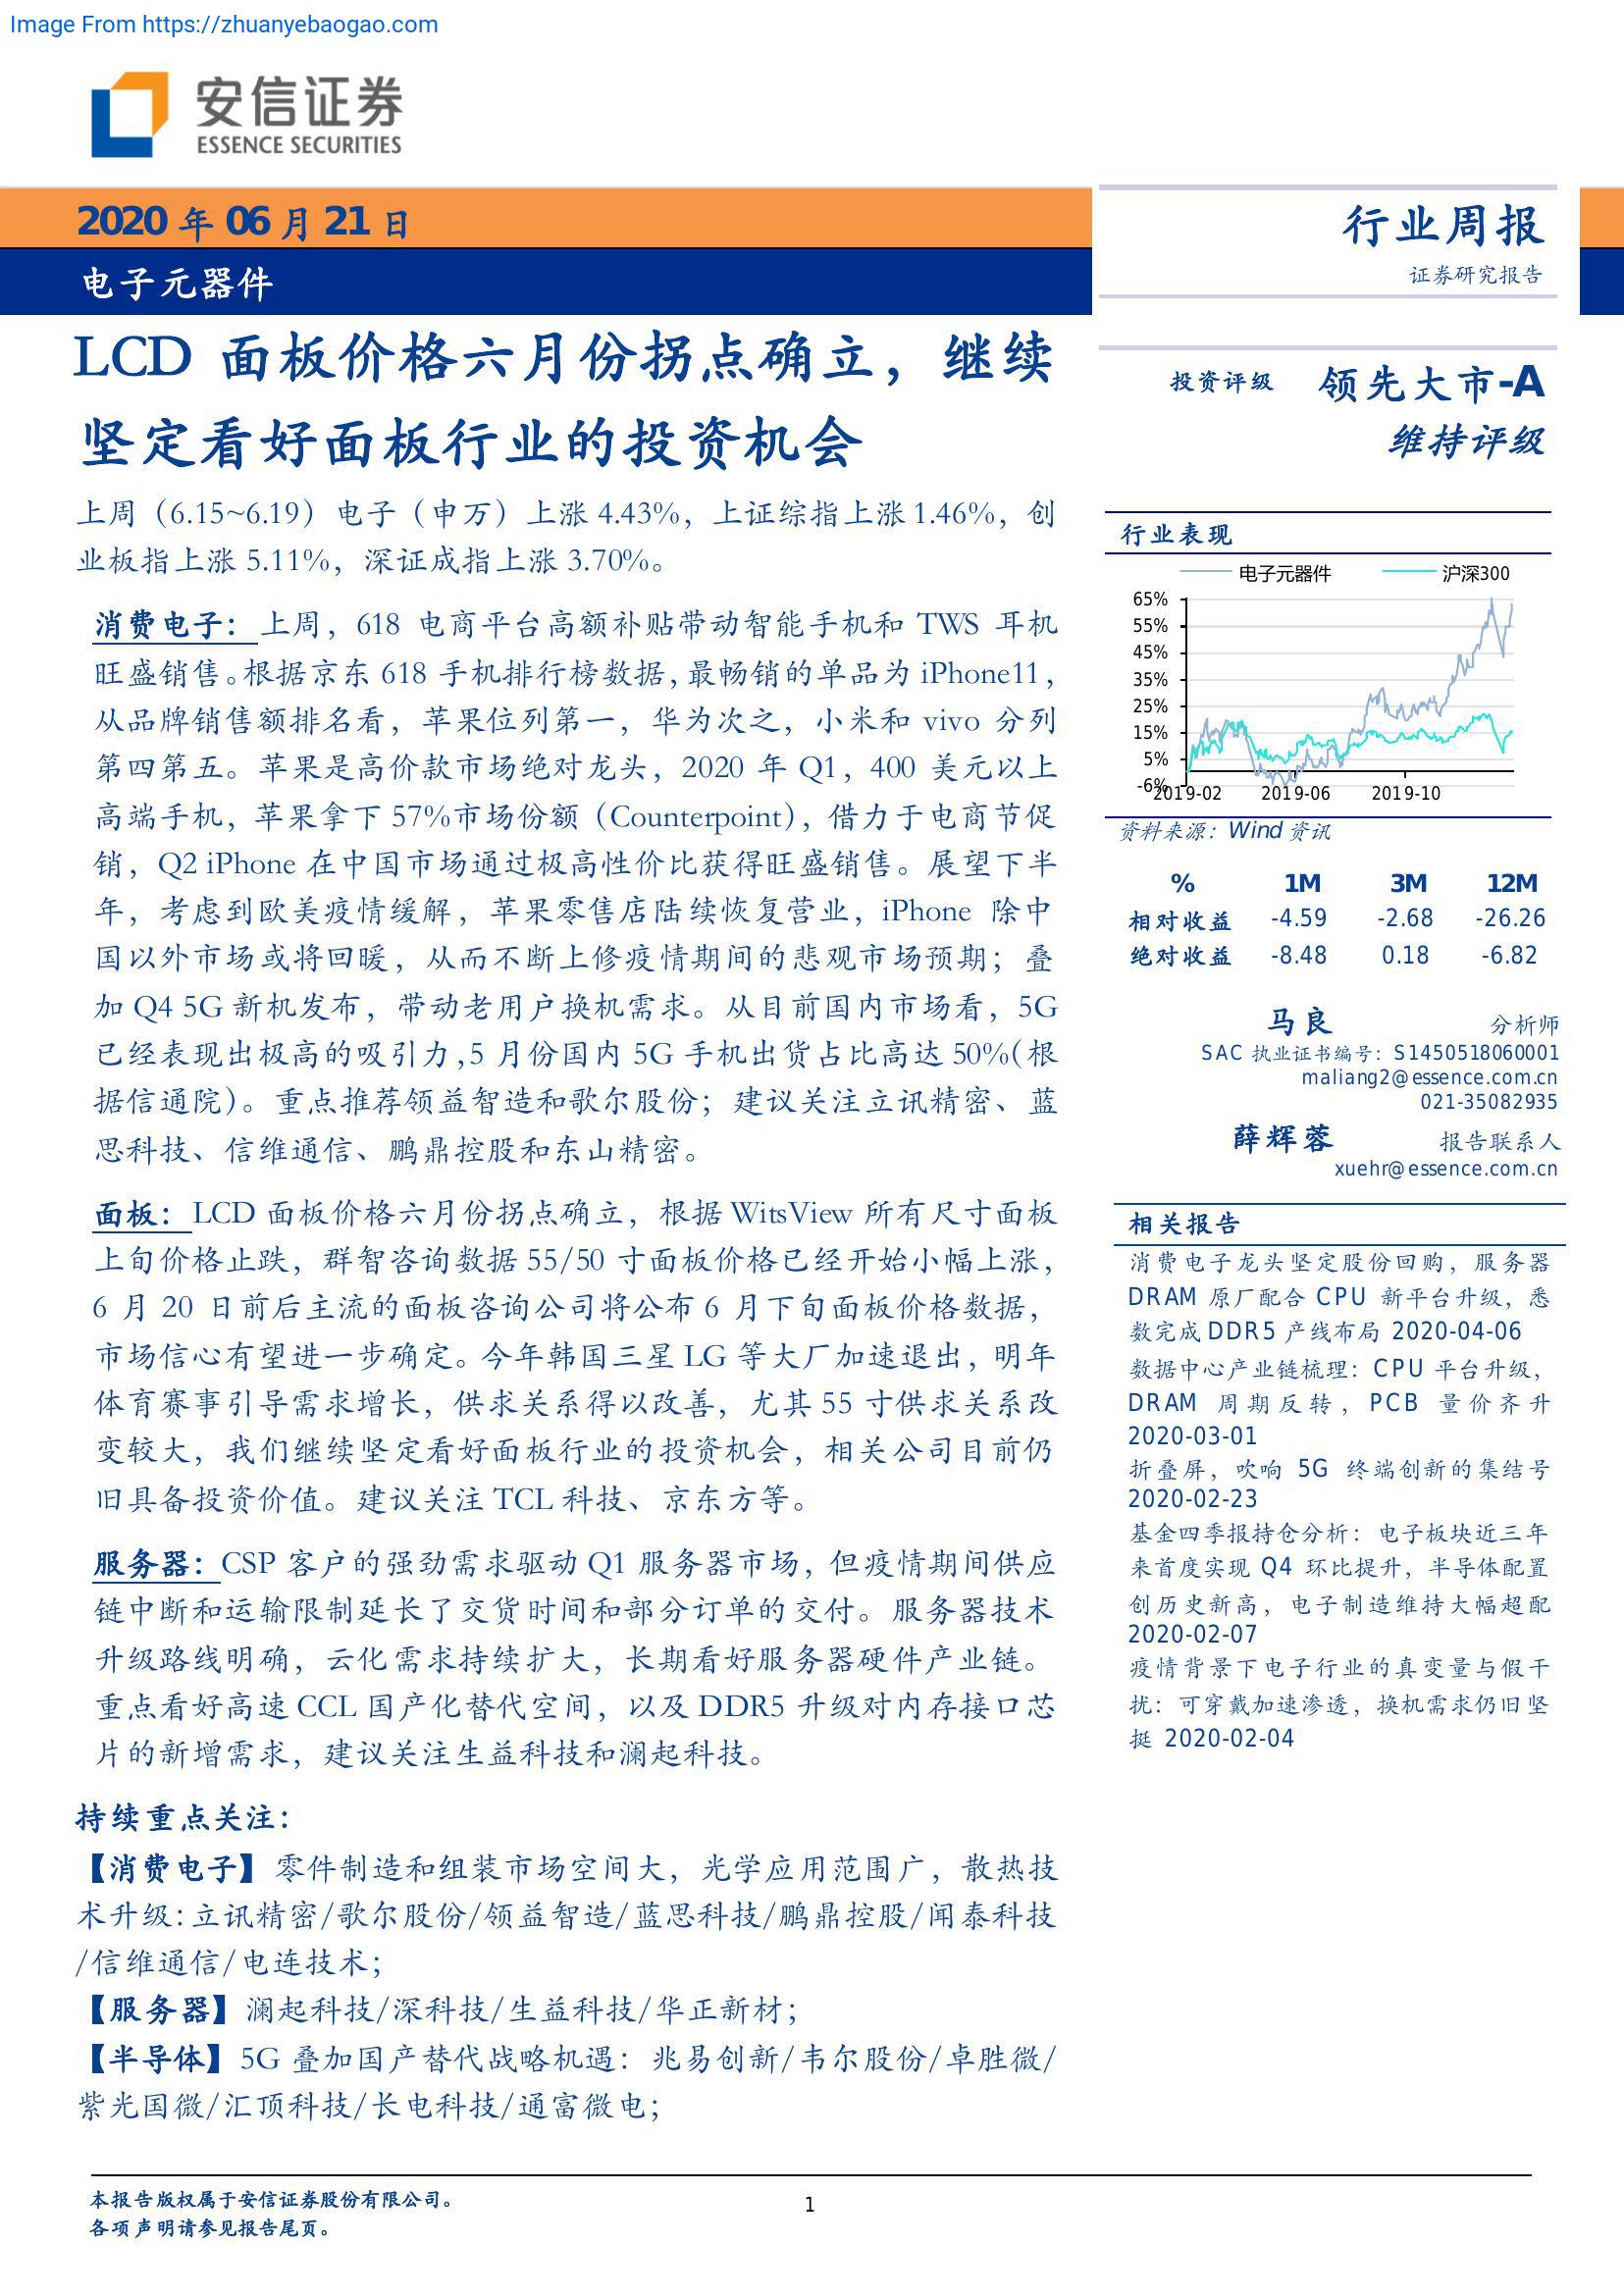 Image From https://zhuanyebaogao.com
安信证券
ESSENCE SECURITIES
2020 年 06 月 21 日
电子元器件
行业周报
证券研究报告
LCD 面板价格六月份拐点确立，继续
坚定看好面板行业的投资机会
上周（6.15~6.19）电子（申万）上涨 4.43%，上证综指上涨 1.46%，创
业板指上涨 5.11%，深证成指上涨 3.70%。
消费电子：上周，618 电商平台高额补贴带动智能手机和 TWS 耳机
旺盛销售。根据京东 618 手机排行榜数据，最畅销的单品为 iPhone11，
从品牌销售额排名看，苹果位列第一，华为次之，小米和 vivo 分列
第四第五。苹果是高价款市场绝对龙头，2020 年 Q1，400 美元以上
高端手机，苹果拿下 57%市场份额（Counterpoint），借力于电商节促
销，Q2 iPhone 在中国市场通过极高性价比获得旺盛销售。展望下半
年，考虑到欧美疫情缓解，苹果零售店陆续恢复营业，iPhone 除中
国以外市场或将回暖，从而不断上修疫情期间的悲观市场预期；叠
加 Q4 5G 新机发布，带动老用户换机需求。从目前国内市场看，5G
已经表现出极高的吸引力，5 月份国内 5G 手机出货占比高达 50%（根
据信通院）。重点推荐领益智造和歌尔股份；建议关注立讯精密、蓝
思科技、信维通信、鹏鼎控股和东山精密。
面板：LCD 面板价格六月份拐点确立，根据 WitsView 所有尺寸面板
上旬价格止跌，群智咨询数据 55/50 寸面板价格已经开始小幅上涨，
6 月 20 日前后主流的面板咨询公司将公布 6 月下旬面板价格数据，
市场信心有望进一步确定。今年韩国三星 LG 等大厂加速退出，明年
体育赛事引导需求增长，供求关系得以改善，尤其 55 寸供求关系改
变较大，我们继续坚定看好面板行业的投资机会，相关公司目前仍
旧具备投资价值。建议关注 TCL 科技、京东方等。
服务器：CSP 客户的强劲需求驱动 Q1 服务器市场，但疫情期间供应
链中断和运输限制延长了交货时间和部分订单的交付。服务器技术
升级路线明确，云化需求持续扩大，长期看好服务器硬件产业链。
重点看好高速 CCL 国产化替代空间，以及 DDR5 升级对内存接口芯
片的新增需求，建议关注生益科技和澜起科技。
持续重点关注：
【消费电子】零件制造和组装市场空间大，光学应用范围广，散热技
术升级：立讯精密/歌尔股份/领益智造/蓝思科技/鹏鼎控股/闻泰科技
/信维通信/电连技术；
【服务器】澜起科技/深科技/生益科技/华正新材；
【半导体】5G 叠加国产替代战略机遇：兆易创新/韦尔股份/卓胜微/
紫光国微/汇顶科技/长电科技/通富微电；
投资评级 领先大市-A
维持评级
行业表现
电子元器件 沪深300
65%
55%
45%
35%
25%
15%
5%
-6%
2019-02 2019-06 2019-10
资料来源：Wind 资讯
% 1M 3M 12M
相对收益 -4.59 -2.68 -26.26
绝对收益 -8.48 0.18 -6.82
马良 分析师
SAC 执业证书编号：S1450518060001
maliang2@essence.com.cn
021-35082935
薛辉蓉 报告联系人
xuehr@essence.com.cn
相关报告
消费电子龙头坚定股份回购，服务器
DRAM 原厂配合 CPU 新平台升级，悉
数完成 DDR5 产线布局 2020-04-06
数据中心产业链梳理：CPU 平台升级，
DRAM 周期反转，PCB 量价齐升
2020-03-01
折叠屏，吹响 5G 终端创新的集结号
2020-02-23
基金四季报持仓分析：电子板块近三年
来首度实现 Q4 环比提升，半导体配置
创历史新高，电子制造维持大幅超配
2020-02-07
疫情背景下电子行业的真变量与假干
扰：可穿戴加速渗透，换机需求仍旧坚
挺 2020-02-04
本报告版权属于安信证券股份有限公司。
各项声明请参见报告尾页。
1